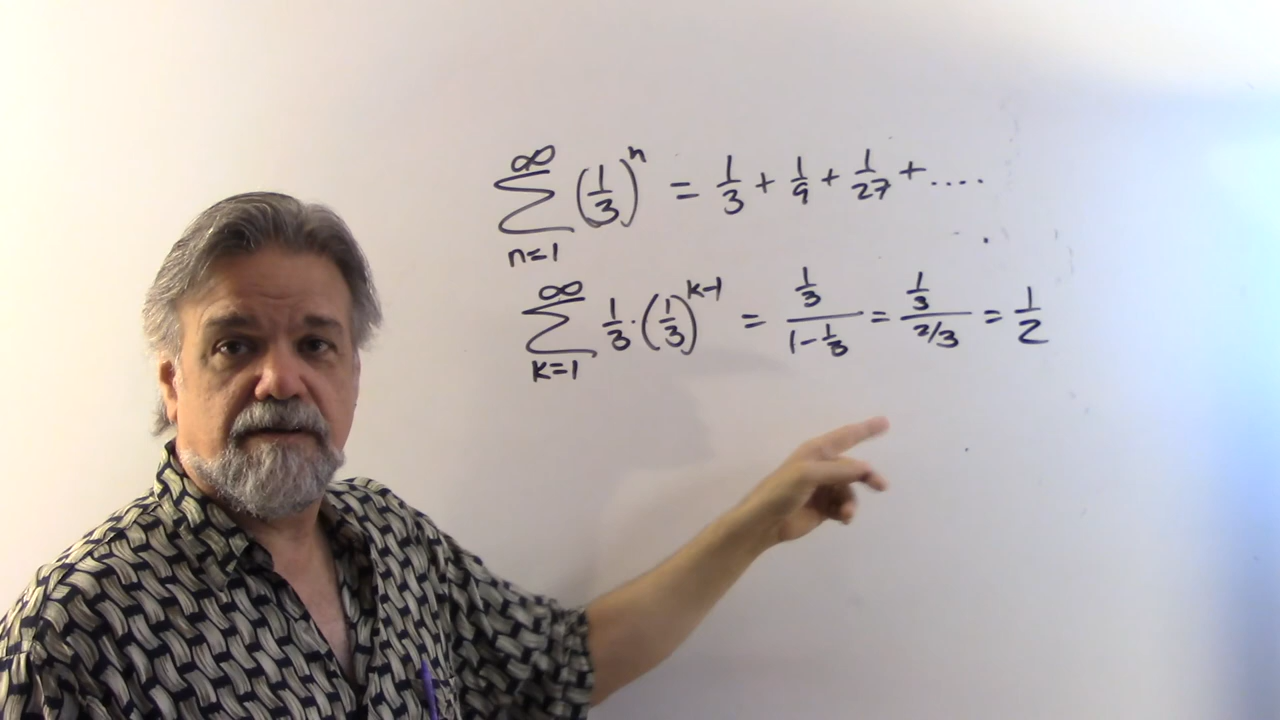 ∑_{n=1}^{∞} (1/3)^n = 1/3 + 1/9 + 1/27 + ....
∑_{k=1}^{∞} 1/3 · (1/3)^{k-1} = (1/3)/(1 - 1/3) = (1/3)/(2/3) = 1/2